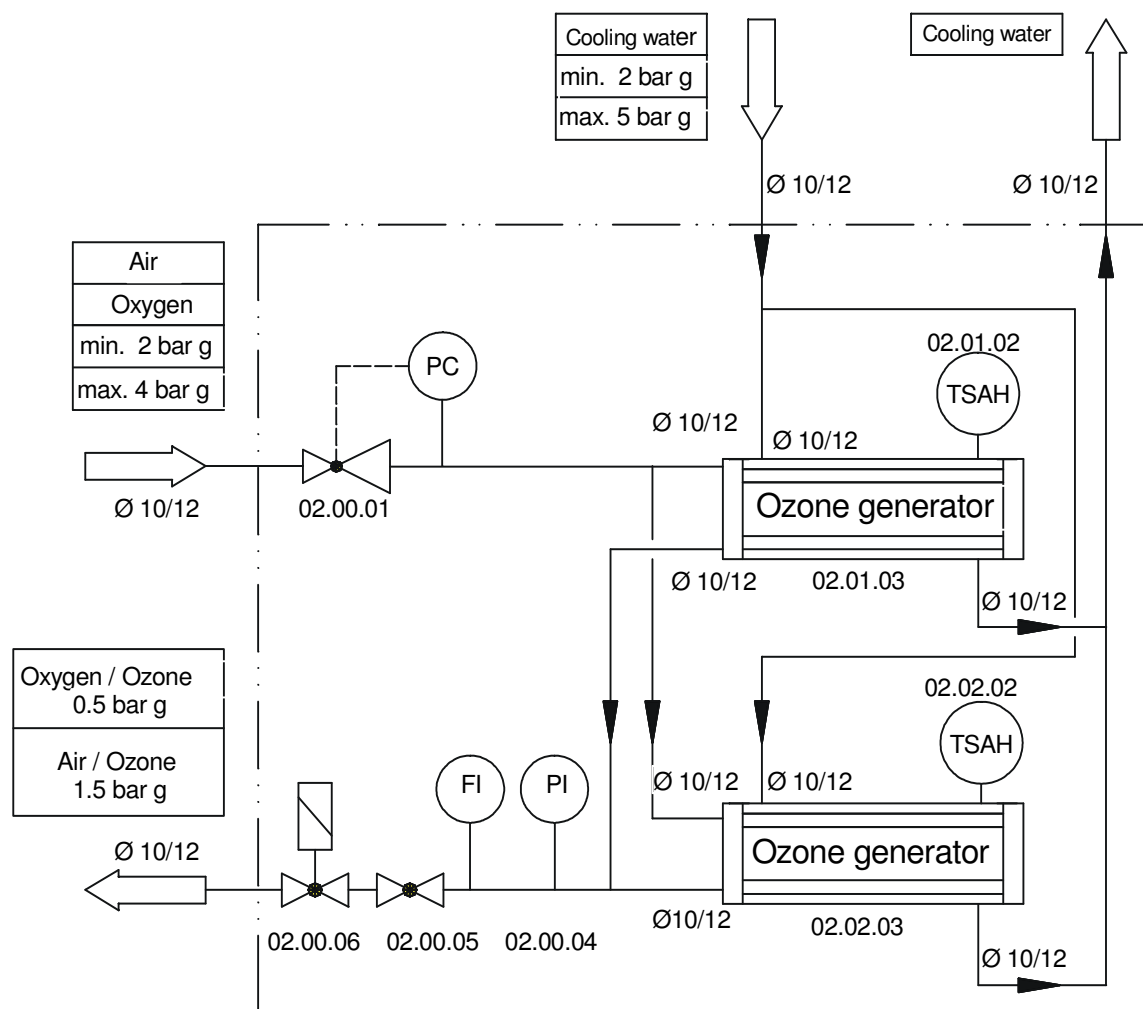 Cooling water
min. 2 bar g
max. 5 bar g
Cooling water
Ø 10/12
Ø 10/12
Air
Oxygen
min. 2 bar g
max. 4 bar g
PC
02.01.02
TSAH
Ø 10/12
Ø 10/12
Ø 10/12
02.00.01
Ozone generator
Ø 10/12
02.01.03
Ø 10/12
Oxygen / Ozone
0.5 bar g
Air / Ozone
1.5 bar g
02.02.02
TSAH
FI
PI
Ø 10/12
Ø 10/12
Ø 10/12
Ozone generator
02.00.06
02.00.05
02.00.04
Ø10/12
02.02.03
Ø 10/12